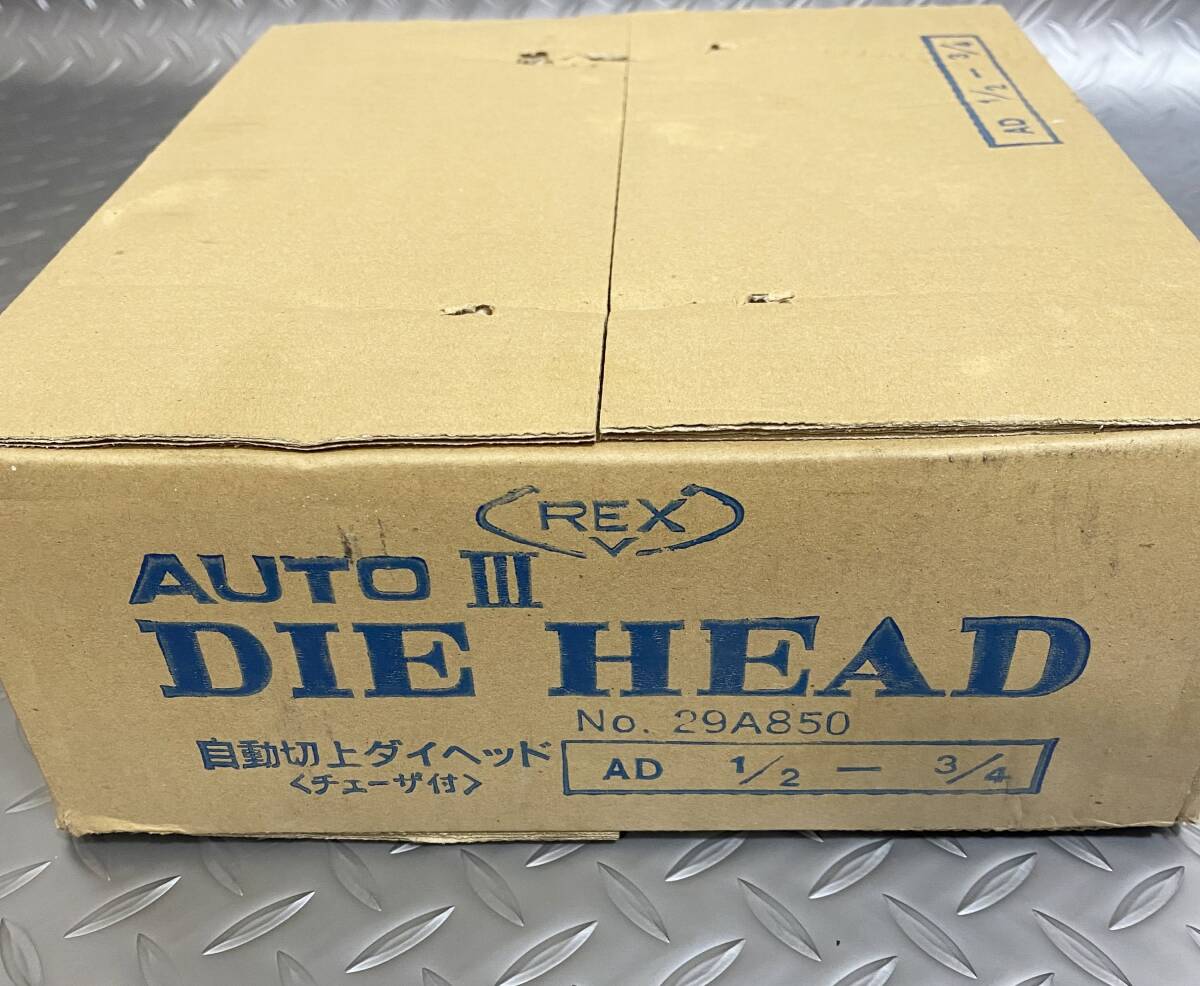 AD 1/2 — 3/4
REX
AUTO III
DIE HEAD
No. 29A850
自動切上ダイヘッド
<チェーザ付>
AD 1/2 — 3/4